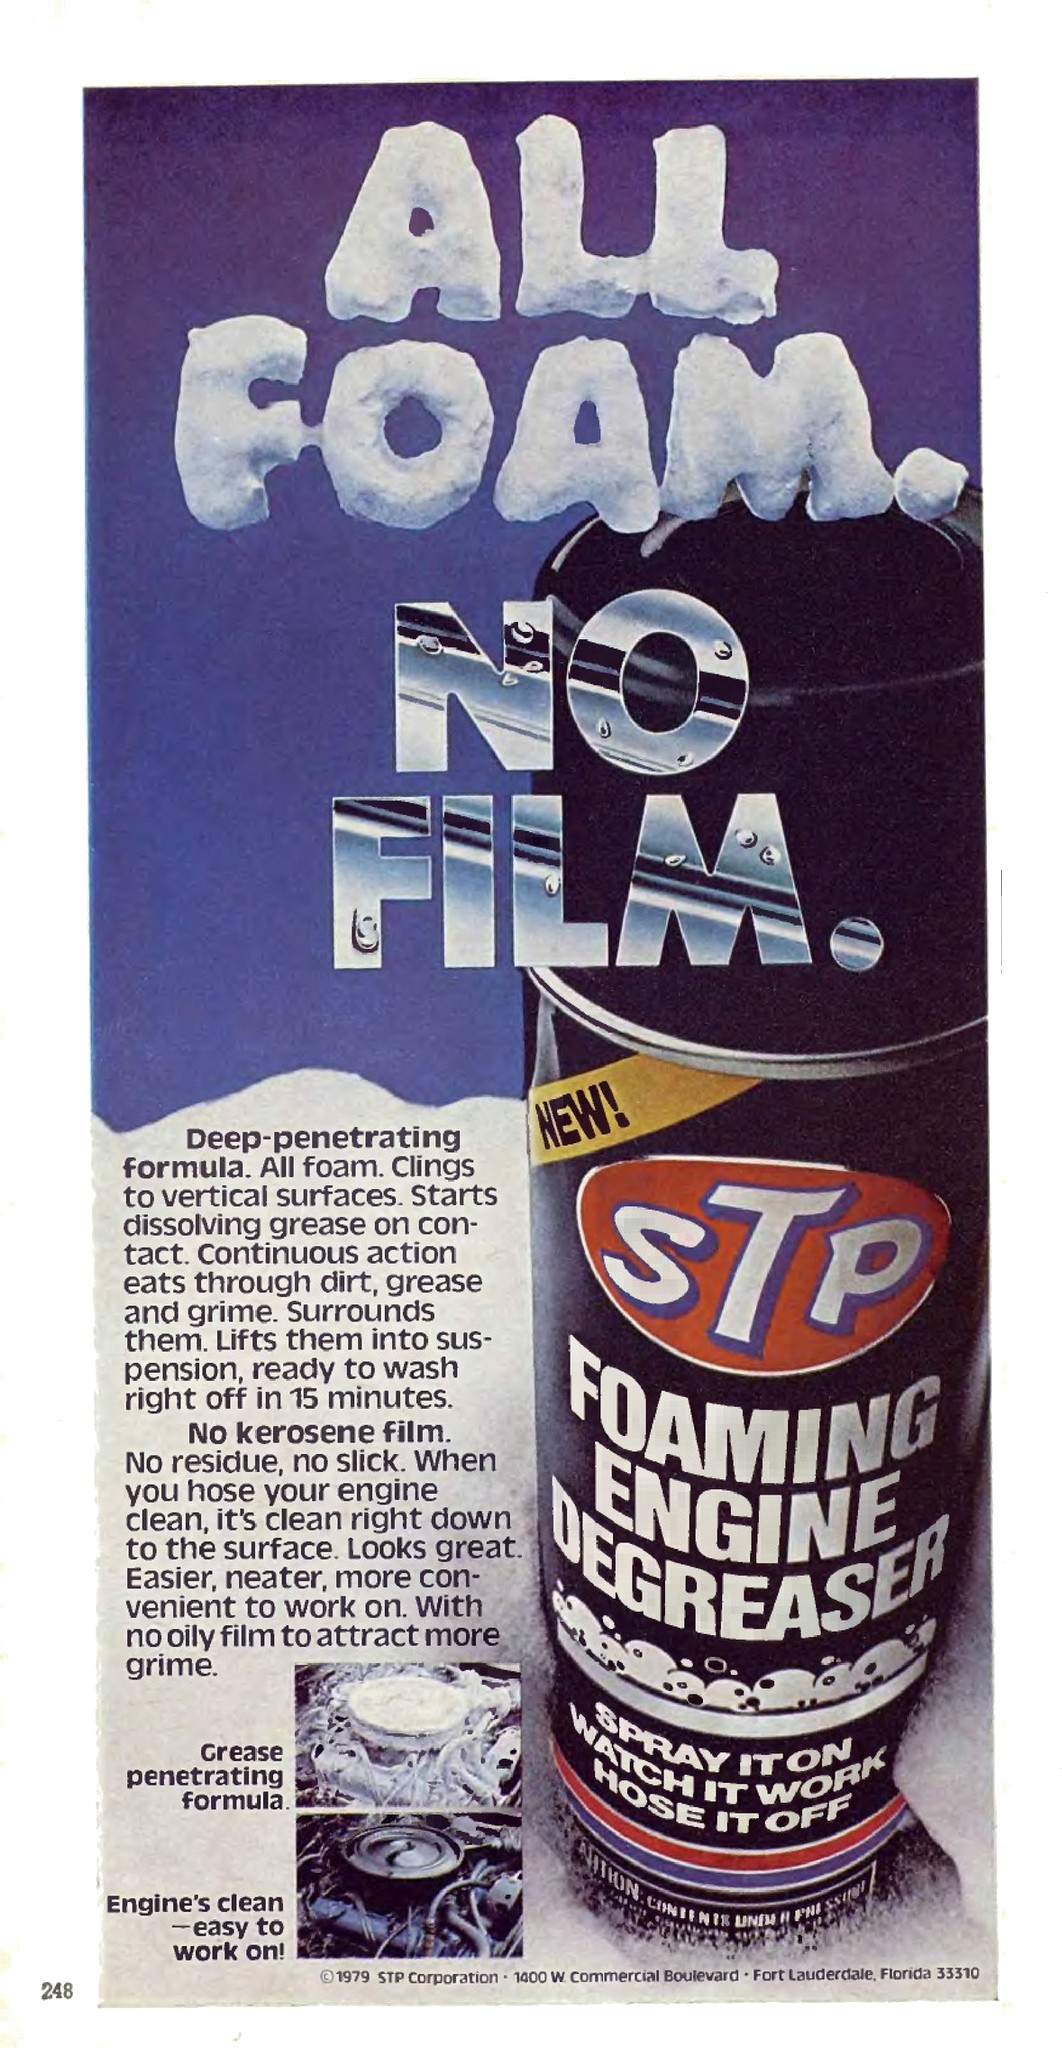 ALL
FOAM.
NO
FILM.
NEW!
STP
FOAMING
ENGINE
DEGREASER
SPRAY IT ON
WATCH IT WORK
HOSE IT OFF
CAUTION: CONTENTS UNDER PRESSURE
Deep-penetrating
formula. All foam. Clings
to vertical surfaces. Starts
dissolving grease on con-
tact. Continuous action
eats through dirt, grease
and grime. Surrounds
them. Lifts them into sus-
pension, ready to wash
right off in 15 minutes.
No kerosene film.
No residue, no slick. When
you hose your engine
clean, it's clean right down
to the surface. Looks great.
Easier, neater, more con-
venient to work on. With
no oily film to attract more
grime.
Grease
penetrating
formula.
Engine's clean
—easy to
work on!
©1979 STP Corporation • 1400 W. Commercial Boulevard • Fort Lauderdale, Florida 33310
248